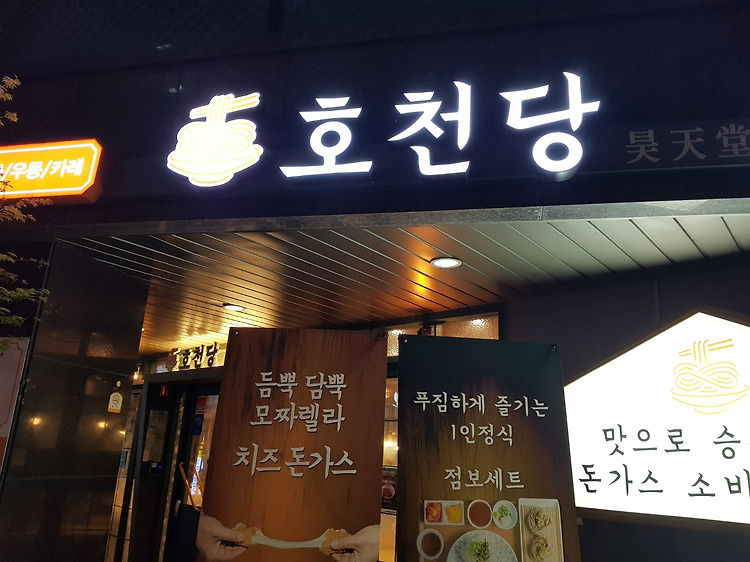 호천당
昊天堂
/우동/카레
호천당
듬뿍 담뿍
모짜렐라
치즈 돈가스
푸짐하게 즐기는
1인정식
점보세트
맛으로 승
돈가스 소비